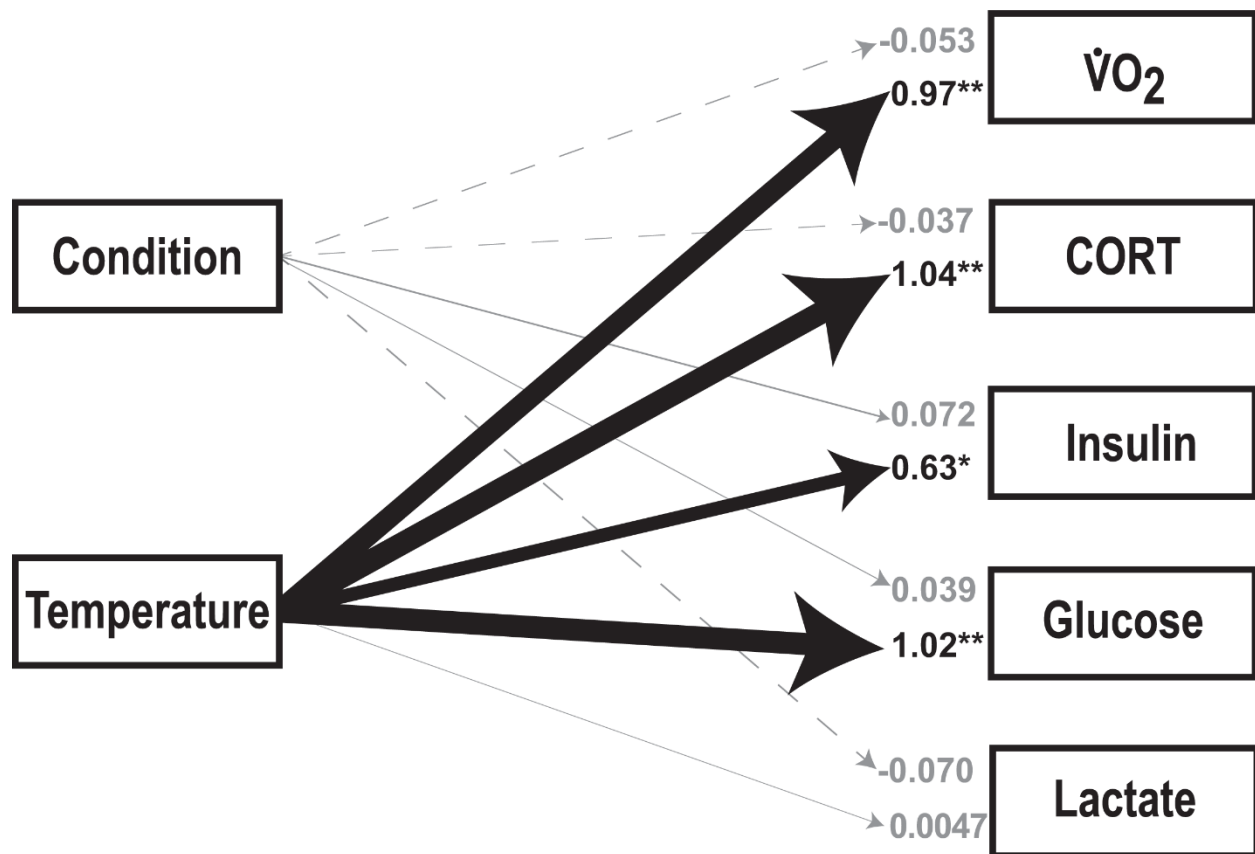 -0.053
V̇O₂
0.97**
-0.037
Condition
CORT
1.04**
0.072
Insulin
0.63*
0.039
Temperature
Glucose
1.02**
-0.070
Lactate
0.0047